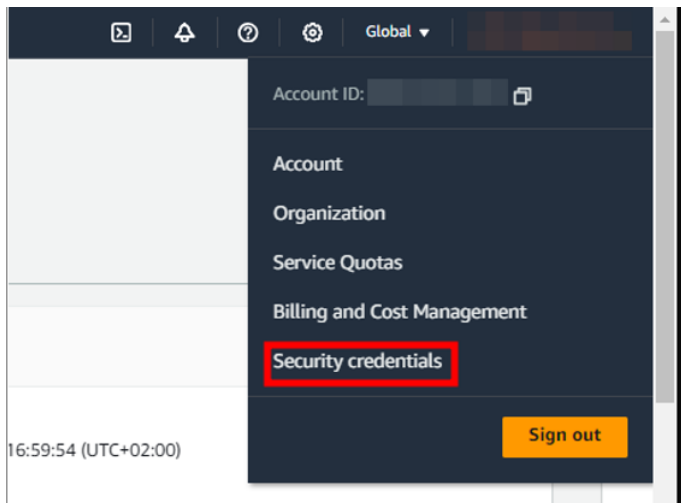 Global
Account ID:
Account
Organization
Service Quotas
Billing and Cost Management
Security credentials
Sign out
16:59:54 (UTC+02:00)